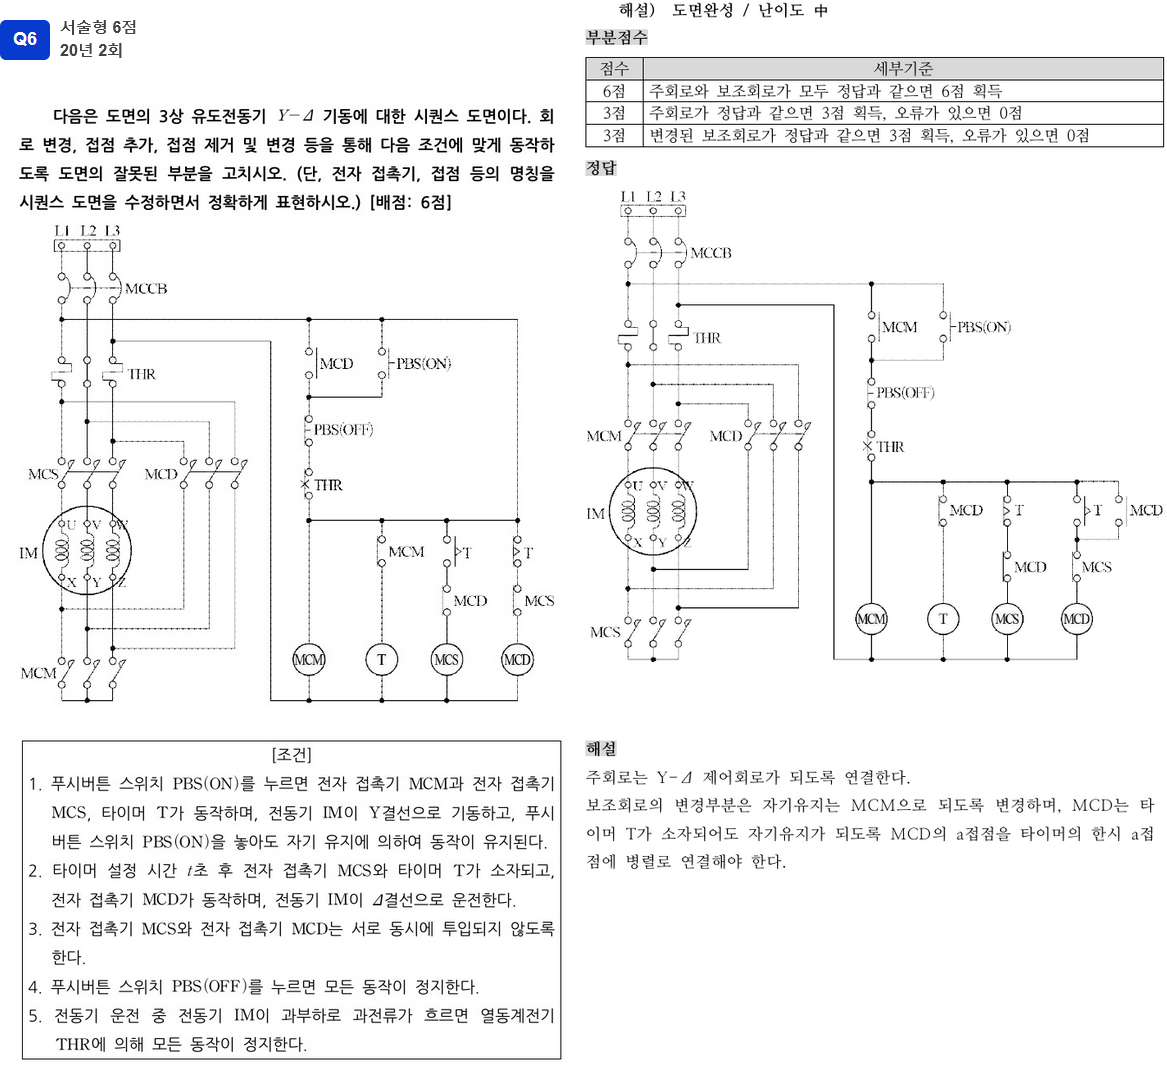 Q6
서술형 6점
20년 2회
다음은 도면의 3상 유도전동기 Y-Δ 기동에 대한 시퀀스 도면이다. 회
로 변경, 접점 추가, 접점 제거 및 변경 등을 통해 다음 조건에 맞게 동작하
도록 도면의 잘못된 부분을 고치시오. (단, 전자 접촉기, 접점 등의 명칭을
시퀀스 도면을 수정하면서 정확하게 표현하시오.) [배점: 6점]
L1 L2 L3
MCCB
THR
MCD
PBS(ON)
PBS(OFF)
THR
MCS
MCD
U V W
IM
X Y Z
MCM
T
T
MCD
MCS
MCM
MCM
T
MCS
MCD
[조건]
1. 푸시버튼 스위치 PBS(ON)를 누르면 전자 접촉기 MCM과 전자 접촉기
MCS, 타이머 T가 동작하며, 전동기 IM이 Y결선으로 기동하고, 푸시
버튼 스위치 PBS(ON)을 놓아도 자기 유지에 의하여 동작이 유지된다.
2. 타이머 설정 시간 t초 후 전자 접촉기 MCS와 타이머 T가 소자되고,
전자 접촉기 MCD가 동작하며, 전동기 IM이 Δ결선으로 운전한다.
3. 전자 접촉기 MCS와 전자 접촉기 MCD는 서로 동시에 투입되지 않도록
한다.
4. 푸시버튼 스위치 PBS(OFF)를 누르면 모든 동작이 정지한다.
5. 전동기 운전 중 전동기 IM이 과부하로 과전류가 흐르면 열동계전기
THR에 의해 모든 동작이 정지한다.
해설) 도면완성 / 난이도 中
부분점수
점수 세부기준
6점 주회로와 보조회로가 모두 정답과 같으면 6점 획득
3점 주회로가 정답과 같으면 3점 획득, 오류가 있으면 0점
3점 변경된 보조회로가 정답과 같으면 3점 획득, 오류가 있으면 0점
정답
L1 L2 L3
MCCB
MCM
PBS(ON)
THR
PBS(OFF)
MCM
MCD
THR
U V W
IM
X Y Z
MCD
T
T
MCD
MCD
MCS
MCS
MCM
T
MCS
MCD
해설
주회로는 Y-Δ 제어회로가 되도록 연결한다.
보조회로의 변경부분은 자기유지는 MCM으로 되도록 변경하며, MCD는 타
이머 T가 소자되어도 자기유지가 되도록 MCD의 a접점을 타이머의 한시 a접
점에 병렬로 연결해야 한다.